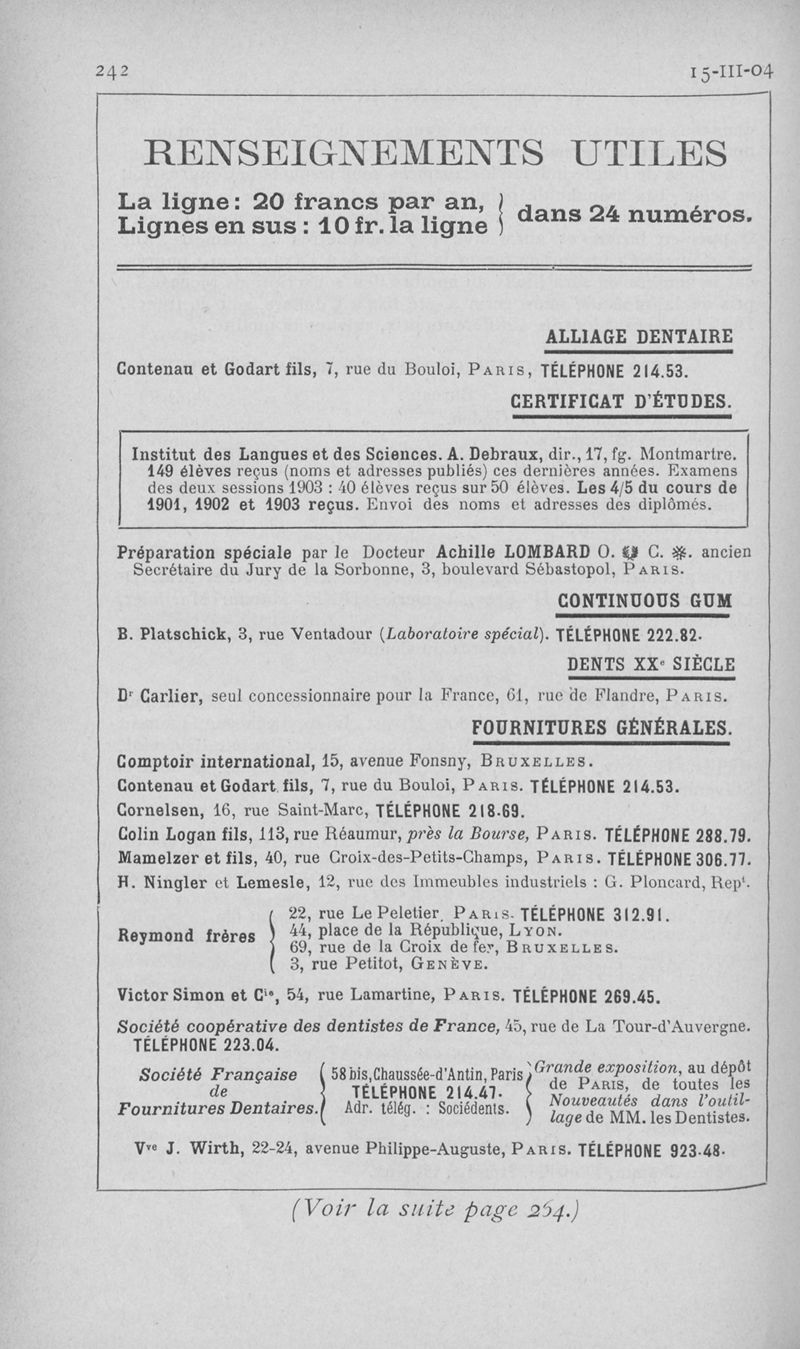 242 15-III-04
RENSEIGNEMENTS UTILES
La ligne: 20 francs par an,
Lignes en sus : 10 fr. la ligne } dans 24 numéros.
ALLIAGE DENTAIRE
Contenau et Godart fils, 7, rue du Bouloi, PARIS, TÉLÉPHONE 214.53.
CERTIFICAT D'ÉTUDES.
Institut des Langues et des Sciences. A. Debraux, dir., 17, fg. Montmartre.
149 élèves reçus (noms et adresses publiés) ces dernières années. Examens
des deux sessions 1903 : 40 élèves reçus sur 50 élèves. Les 4/5 du cours de
1901, 1902 et 1903 reçus. Envoi des noms et adresses des diplômés.
Préparation spéciale par le Docteur Achille LOMBARD O. C. ancien
Secrétaire du Jury de la Sorbonne, 3, boulevard Sébastopol, PARIS.
CONTINUOUS GUM
B. Platschick, 3, rue Ventadour (Laboratoire spécial). TÉLÉPHONE 222.82.
DENTS XXe SIÈCLE
Dr Carlier, seul concessionnaire pour la France, 61, rue de Flandre, PARIS.
FOURNITURES GÉNÉRALES.
Comptoir international, 15, avenue Fonsny, BRUXELLES.
Contenau et Godart fils, 7, rue du Bouloi, PARIS. TÉLÉPHONE 214.53.
Cornelsen, 16, rue Saint-Marc, TÉLÉPHONE 218.69.
Colin Logan fils, 113, rue Réaumur, près la Bourse, PARIS. TÉLÉPHONE 288.79.
Mamelzer et fils, 40, rue Croix-des-Petits-Champs, PARIS. TÉLÉPHONE 306.77.
H. Ningler et Lemesle, 12, rue des Immeubles industriels : G. Ploncard, Rept.
Reymond frères
22, rue Le Peletier, PARIS. TÉLÉPHONE 312.91.
44, place de la République, LYON.
69, rue de la Croix de fer, BRUXELLES.
3, rue Petitot, GENÈVE.
Victor Simon et Cie, 54, rue Lamartine, PARIS. TÉLÉPHONE 269.45.
Société coopérative des dentistes de France, 45, rue de La Tour-d'Auvergne.
TÉLÉPHONE 223.04.
Société Française
de
Fournitures Dentaires.
58 bis, Chaussée-d'Antin, Paris
TÉLÉPHONE 214.47.
Adr. télég. : Sociédents.
Grande exposition, au dépôt
de PARIS, de toutes les
Nouveautés dans l'outil-
lage de MM. les Dentistes.
Vve J. Wirth, 22-24, avenue Philippe-Auguste, PARIS. TÉLÉPHONE 923-48.
(Voir la suite page 264.)